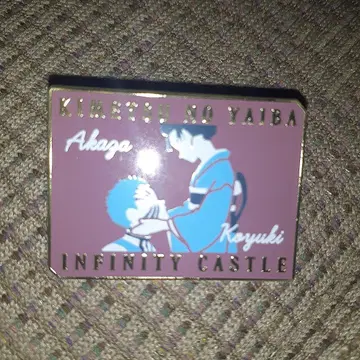 KIMETSU NO YAIBA
Akaza
Koyuki
INFINITY CASTLE